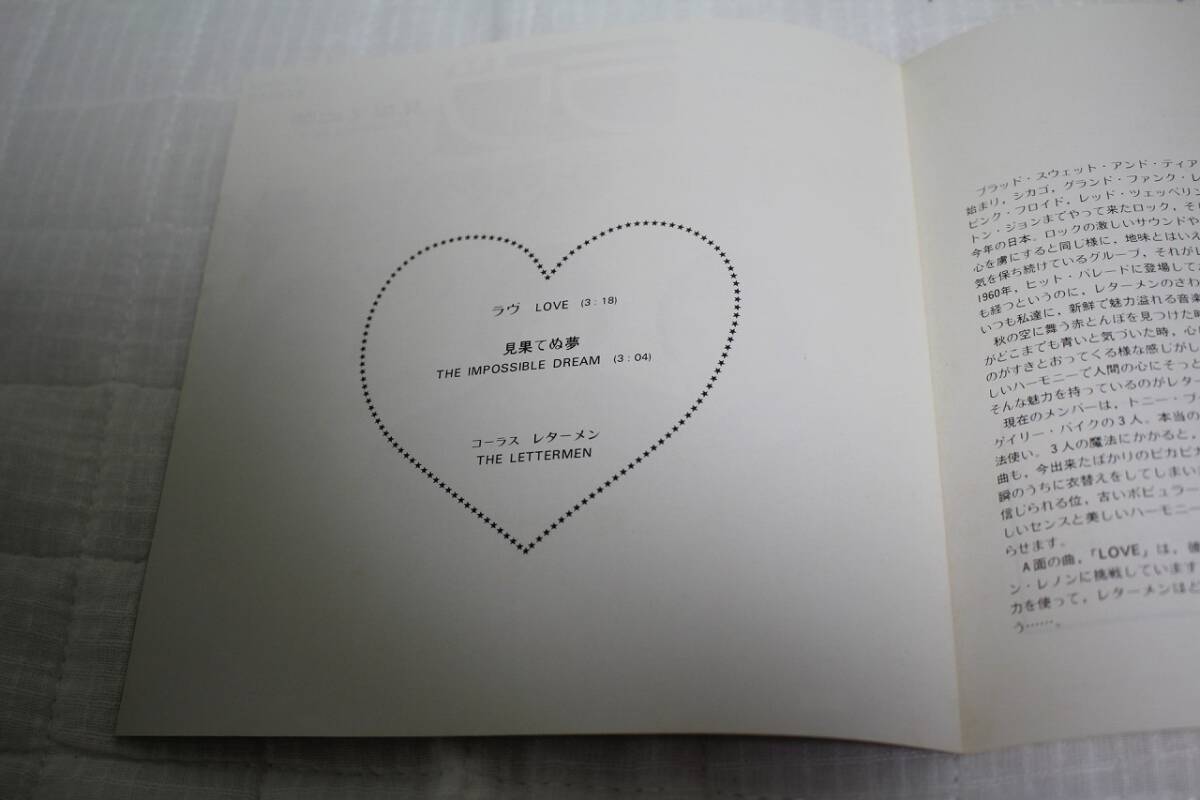 ラヴ LOVE (3:18)
見果てぬ夢
THE IMPOSSIBLE DREAM (3:04)
コーラス レターメン
THE LETTERMEN
ブラッド・スウェット・アンド・ティア
始まり,シカゴ,グランド・ファンク・レ
ピンク・フロイド,レッド・ツェッペリン
トン・ジョンまでやって来たロック,そ
今年の日本。ロックの激しいサウンドや
心を虜にすると同じ様に,地味とはいえ
気を保ち続けているグループ,それがレ
1960年,ヒット・パレードに登場して
も経つというのに,レターメンのさわ
いつも私達に,新鮮で魅力溢れる音楽
秋の空に舞う赤とんぼを見つけた時
がどこまでも青いと気づいた時,心に
のがすきとおってくる様な感じがし
しいハーモニーで人間の心にそっと
そんな魅力を持っているのがレター
現在のメンバーは,トニー・ブ
ゲイリー・パイクの3人。本当の
法使い。3人の魔法にかかると,
曲も,今出来たばかりのピカピカ
瞬のうちに衣替えをしてしまい
信じられる位,古いポピュラー
しいセンスと美しいハーモニー
らせます。
A面の曲,「LOVE」は,彼
ン・レノンに挑戦しています
力を使って,レターメンほど
う……。